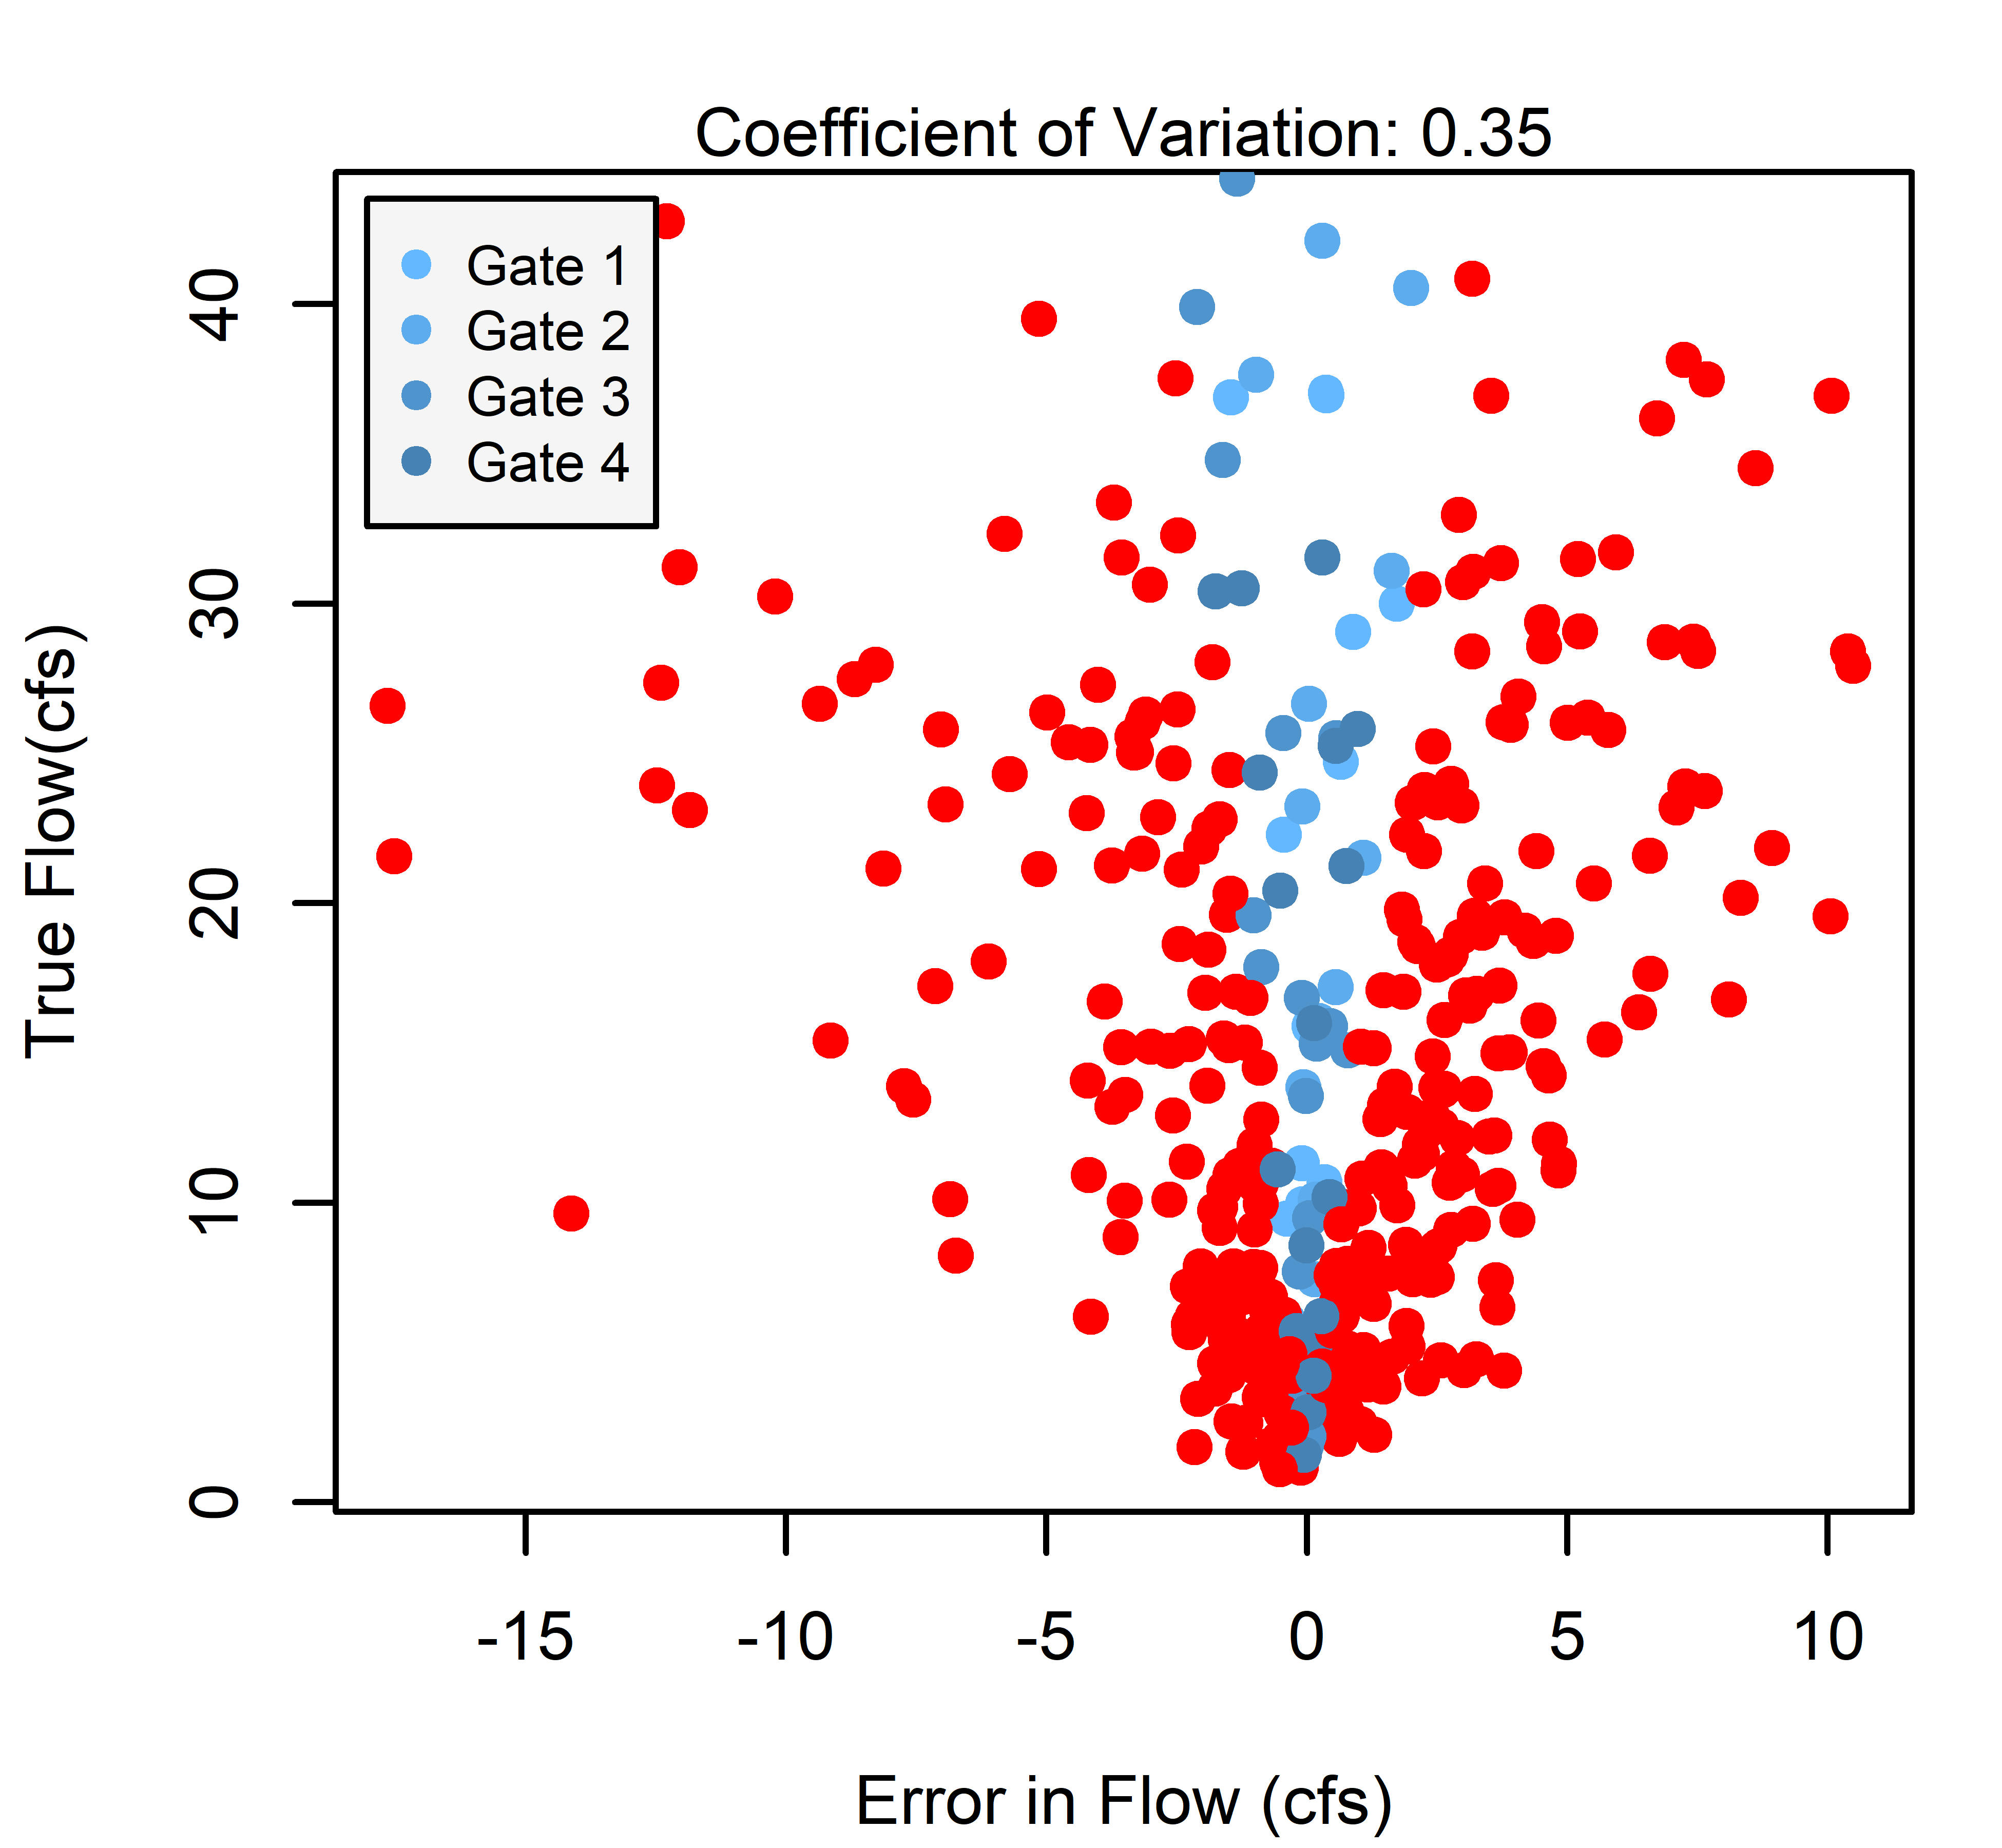 Coefficient of Variation: 0.35
Gate 1
Gate 2
Gate 3
Gate 4
True Flow(cfs)
40
30
20
10
0
-15 -10 -5 0 5 10
Error in Flow (cfs)